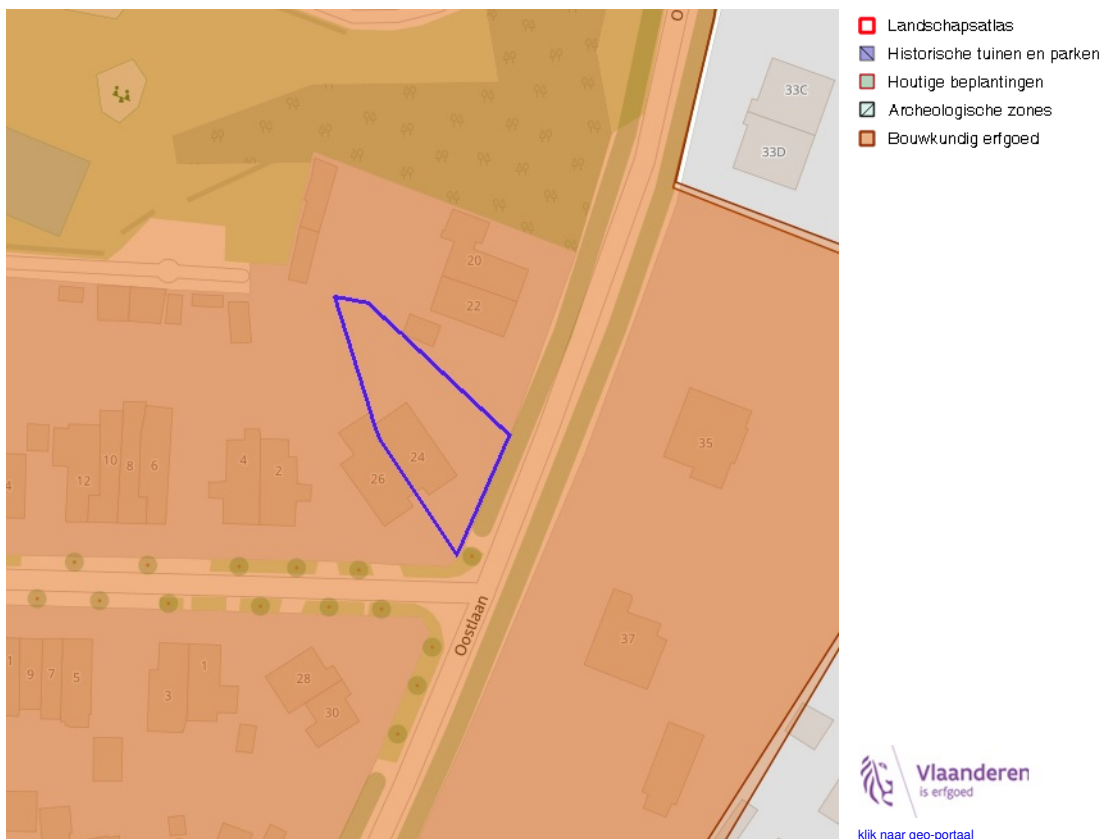 Landschapsatlas
Historische tuinen en parken
Houtige beplantingen
Archeologische zones
Bouwkundig erfgoed
O
33C
33D
20
22
35
24
26
10
8
6
12
4
2
4
Oostlaan
37
1
9
7
5
3
1
28
30
Vlaanderen
is erfgoed
klik naar geo-portaal